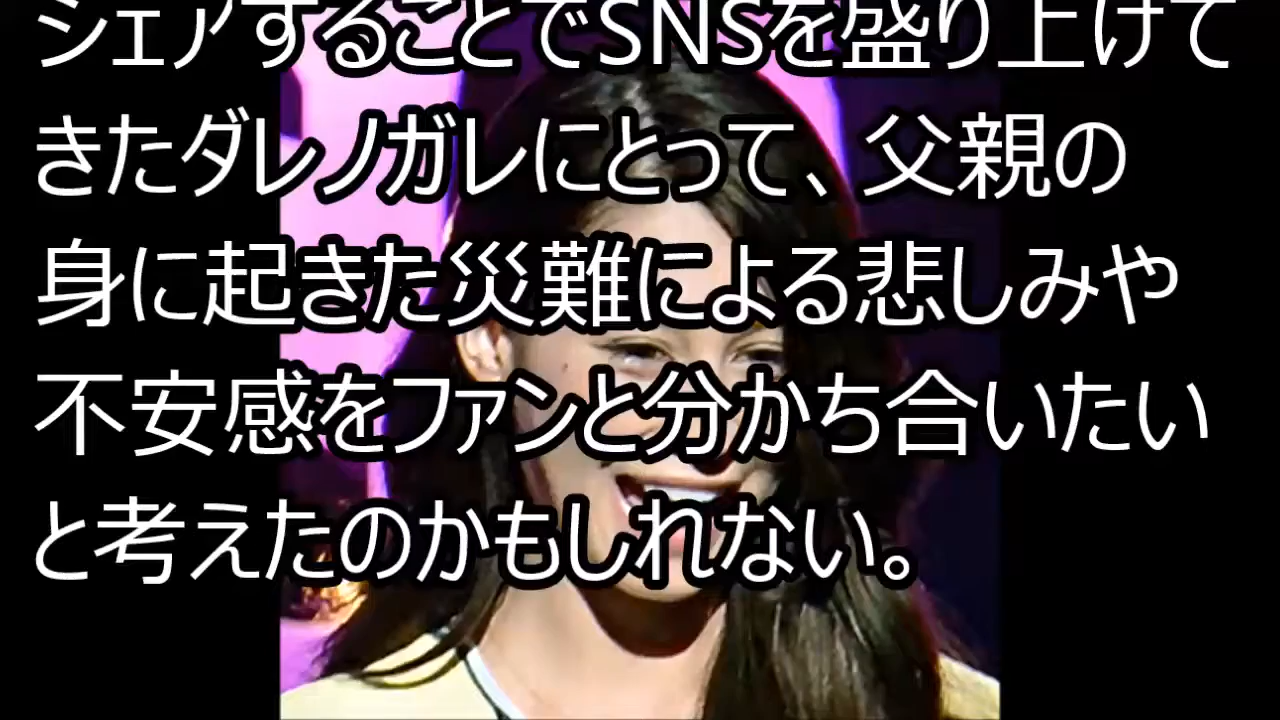 シェアすることでSNSを盛り上げて
きたダレノガレにとって、父親の
身に起きた災難による悲しみや
不安感をファンと分かち合いたい
と考えたのかもしれない。